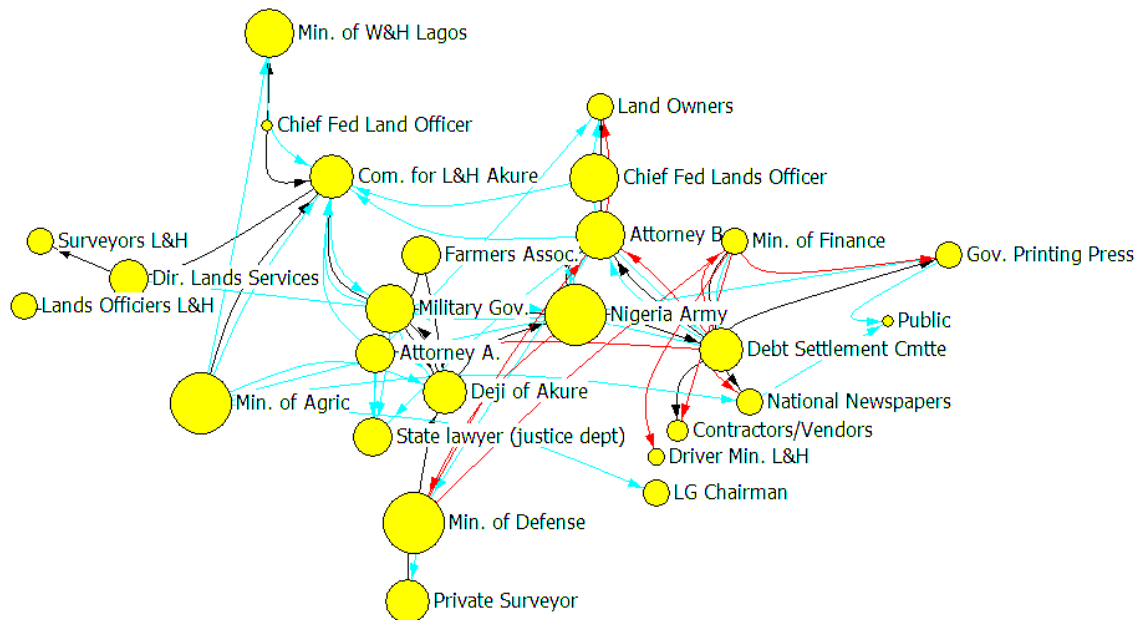 Min. of W&H Lagos
Land Owners
Chief Fed Land Officer
Com. for L&H Akure
Chief Fed Lands Officer
Surveyors L&H
Attorney B.
Min. of Finance
Farmers Assoc.
Gov. Printing Press
Dir. Lands Services
Lands Officiers L&H
Military Gov.
Nigeria Army
Public
Attorney A.
Debt Settlement Cmtte
Deji of Akure
Min. of Agric
National Newspapers
State lawyer (justice dept)
Contractors/Vendors
Driver Min. L&H
LG Chairman
Min. of Defense
Private Surveyor